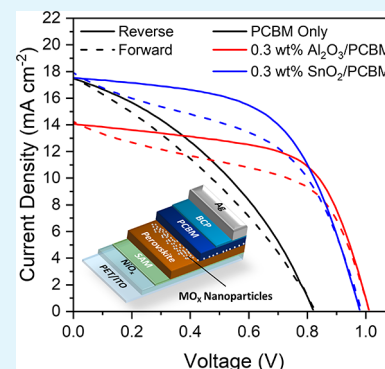 Current Density (mA cm⁻²)
22
20
18
16
14
12
10
8
6
4
2
0
Reverse
PCBM Only
Forward
0.3 wt% Al₂O₃/PCBM
0.3 wt% SnO₂/PCBM
Ag
BCP
PCBM
Perovskite
SAM
NiOₓ
PET/ITO
MOₓ Nanoparticles
0.0 0.2 0.4 0.6 0.8 1.0
Voltage (V)